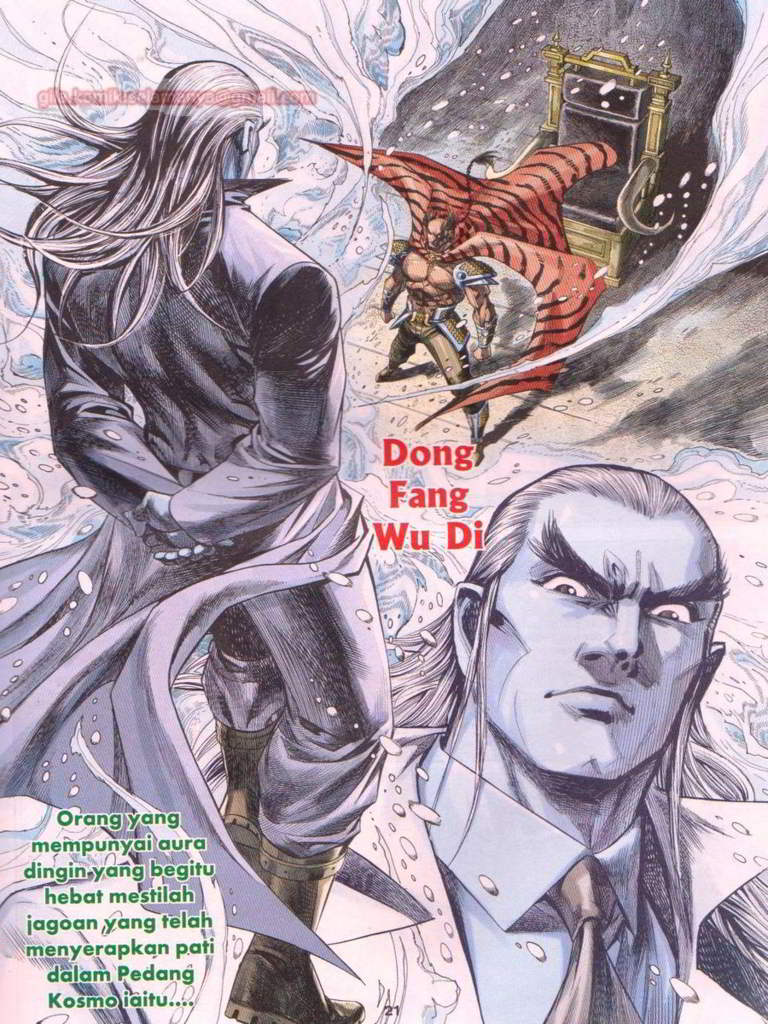 Dong
Fang
Wu Di
Orang yang
mempunyai aura
dingin yang begitu
hebat mestilah
jagoan yang telah
menyerapkan pati
dalam Pedang
Kosmo iaitu....
21